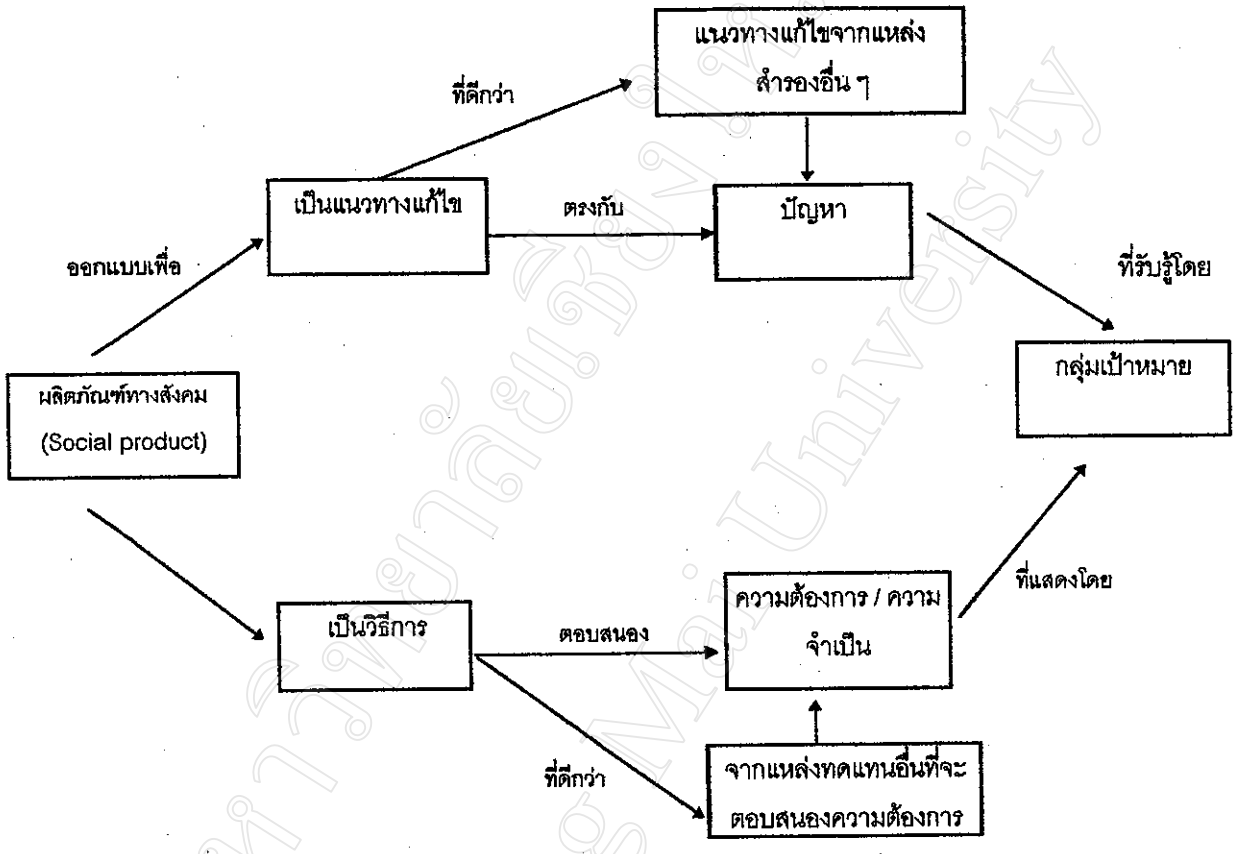 แนวทางแก้ไขจากแหล่ง
สำรองอื่น ๆ
ที่ดีกว่า
เป็นแนวทางแก้ไข
ตรงกับ
ปัญหา
ออกแบบเพื่อ
ที่รับรู้โดย
กลุ่มเป้าหมาย
ผลิตภัณฑ์ทางสังคม
(Social product)
ที่แสดงโดย
ความต้องการ / ความ
จำเป็น
เป็นวิธีการ
ตอบสนอง
ที่ดีกว่า
จากแหล่งทดแทนอื่นที่จะ
ตอบสนองความต้องการ
ng Mai University